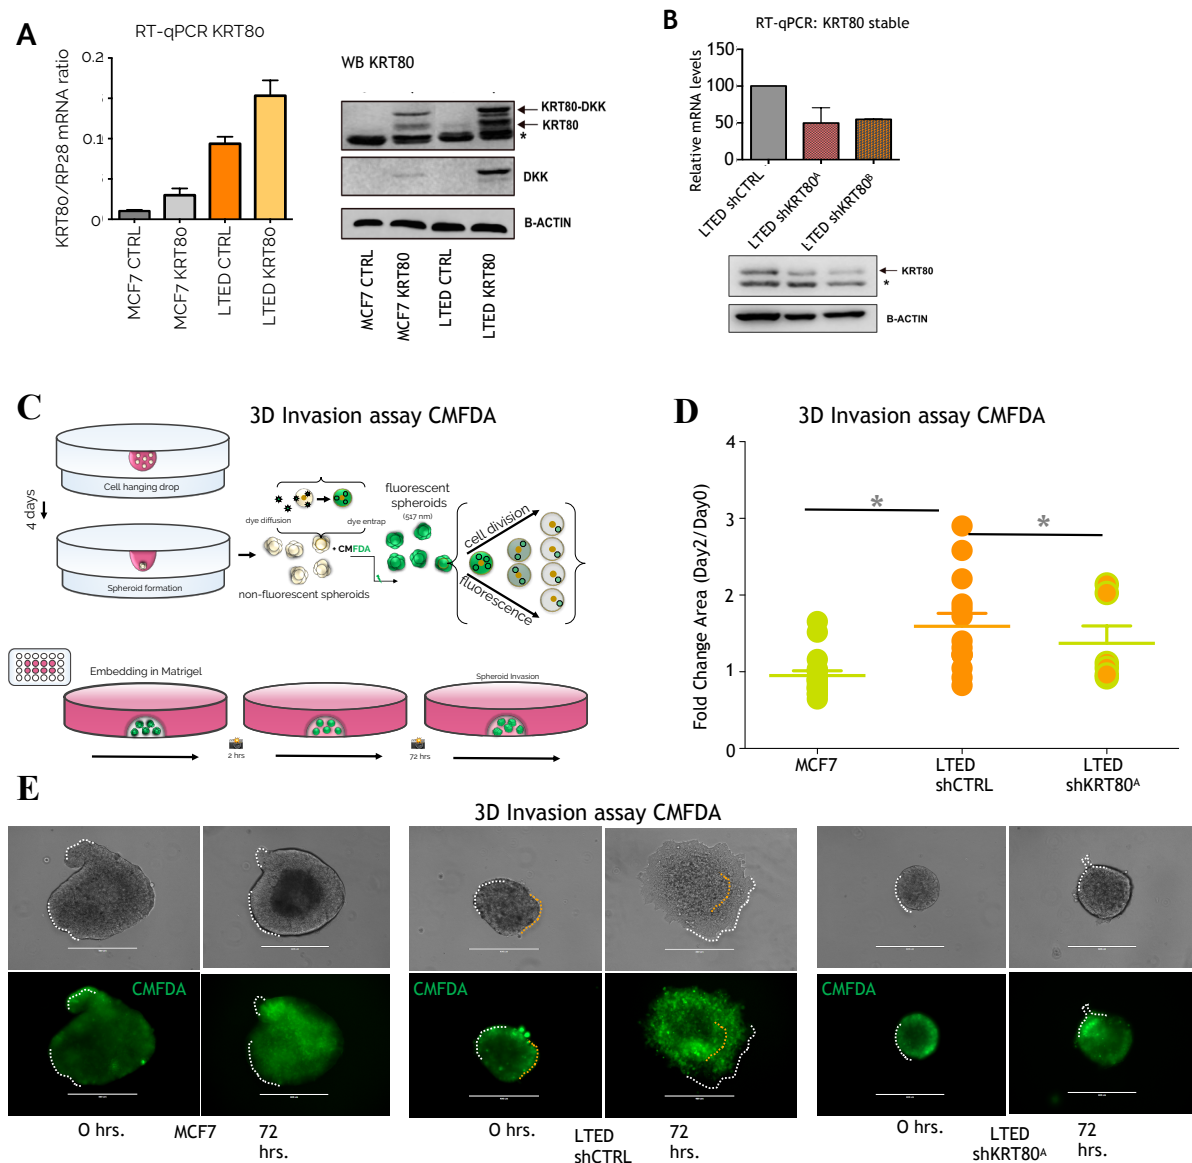 A
RT-qPCR KRT80
KRT80/RP28 mRNA ratio
0.2
0.1
0
MCF7 CTRL
MCF7 KRT80
LTED CTRL
LTED KRT80
WB KRT80
KRT80-DKK
KRT80
*
DKK
B-ACTIN
MCF7 CTRL
MCF7 KRT80
LTED CTRL
LTED KRT80
B
RT-qPCR: KRT80 stable
Relative mRNA levels
150
100
50
0
LTED shCTRL
LTED shKRT80ᴬ
LTED shKRT80ᴮ
KRT80
*
B-ACTIN
C
3D Invasion assay CMFDA
Cell hanging drop
4 days
Spheroid formation
dye diffusion
dye entrap
+ CMFDA
non-fluorescent spheroids
fluorescent
spheroids
(517 nm)
cell division
fluorescence
Embedding in Matrigel
Spheroid Invasion
2 hrs
72 hrs
D
3D Invasion assay CMFDA
Fold Change Area (Day2/Day0)
4
3
2
1
0
*
*
MCF7
LTED
shCTRL
LTED
shKRT80ᴬ
E
3D Invasion assay CMFDA
CMFDA
CMFDA
CMFDA
0 hrs.
MCF7
72
hrs.
0 hrs.
LTED
shCTRL
72
hrs.
0 hrs.
LTED
shKRT80ᴬ
72
hrs.